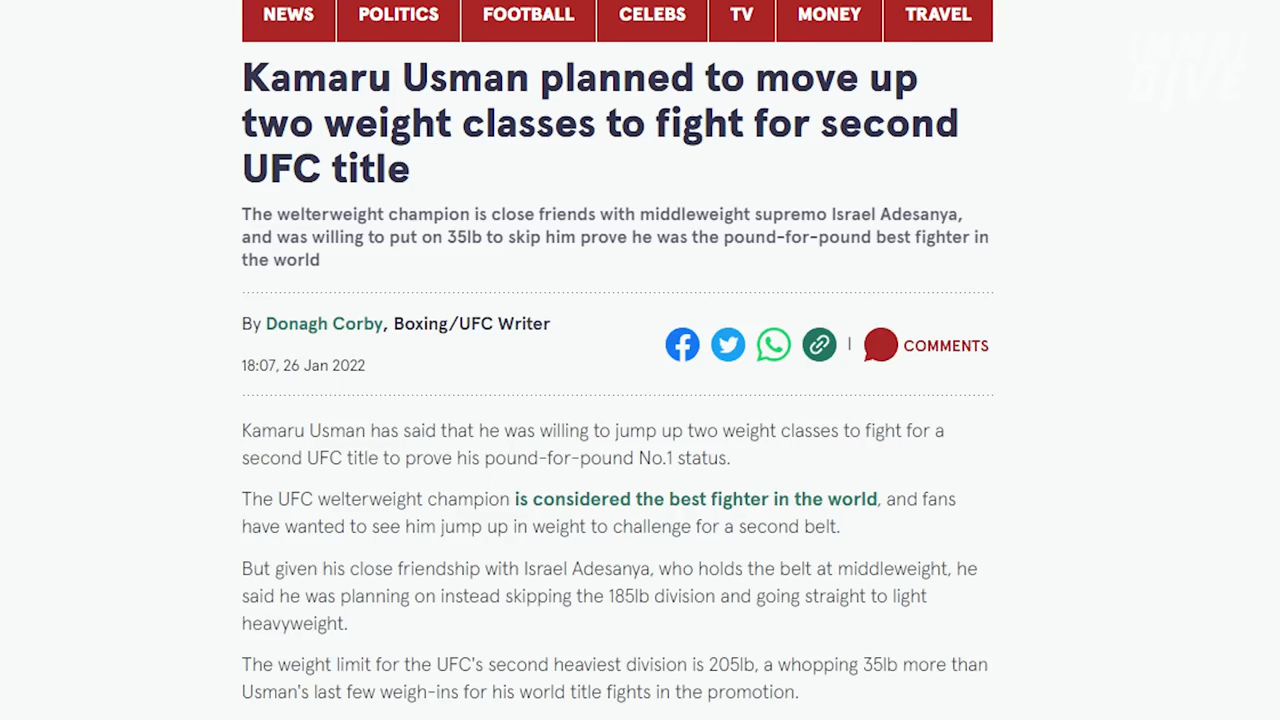 NEWS POLITICS FOOTBALL CELEBS TV MONEY TRAVEL
Kamaru Usman planned to move up
two weight classes to fight for second
UFC title
The welterweight champion is close friends with middleweight supremo Israel Adesanya,
and was willing to put on 35lb to skip him prove he was the pound-for-pound best fighter in
the world
By Donagh Corby, Boxing/UFC Writer
18:07, 26 Jan 2022
COMMENTS
Kamaru Usman has said that he was willing to jump up two weight classes to fight for a
second UFC title to prove his pound-for-pound No.1 status.
The UFC welterweight champion is considered the best fighter in the world, and fans
have wanted to see him jump up in weight to challenge for a second belt.
But given his close friendship with Israel Adesanya, who holds the belt at middleweight, he
said he was planning on instead skipping the 185lb division and going straight to light
heavyweight.
The weight limit for the UFC's second heaviest division is 205lb, a whopping 35lb more than
Usman's last few weigh-ins for his world title fights in the promotion.